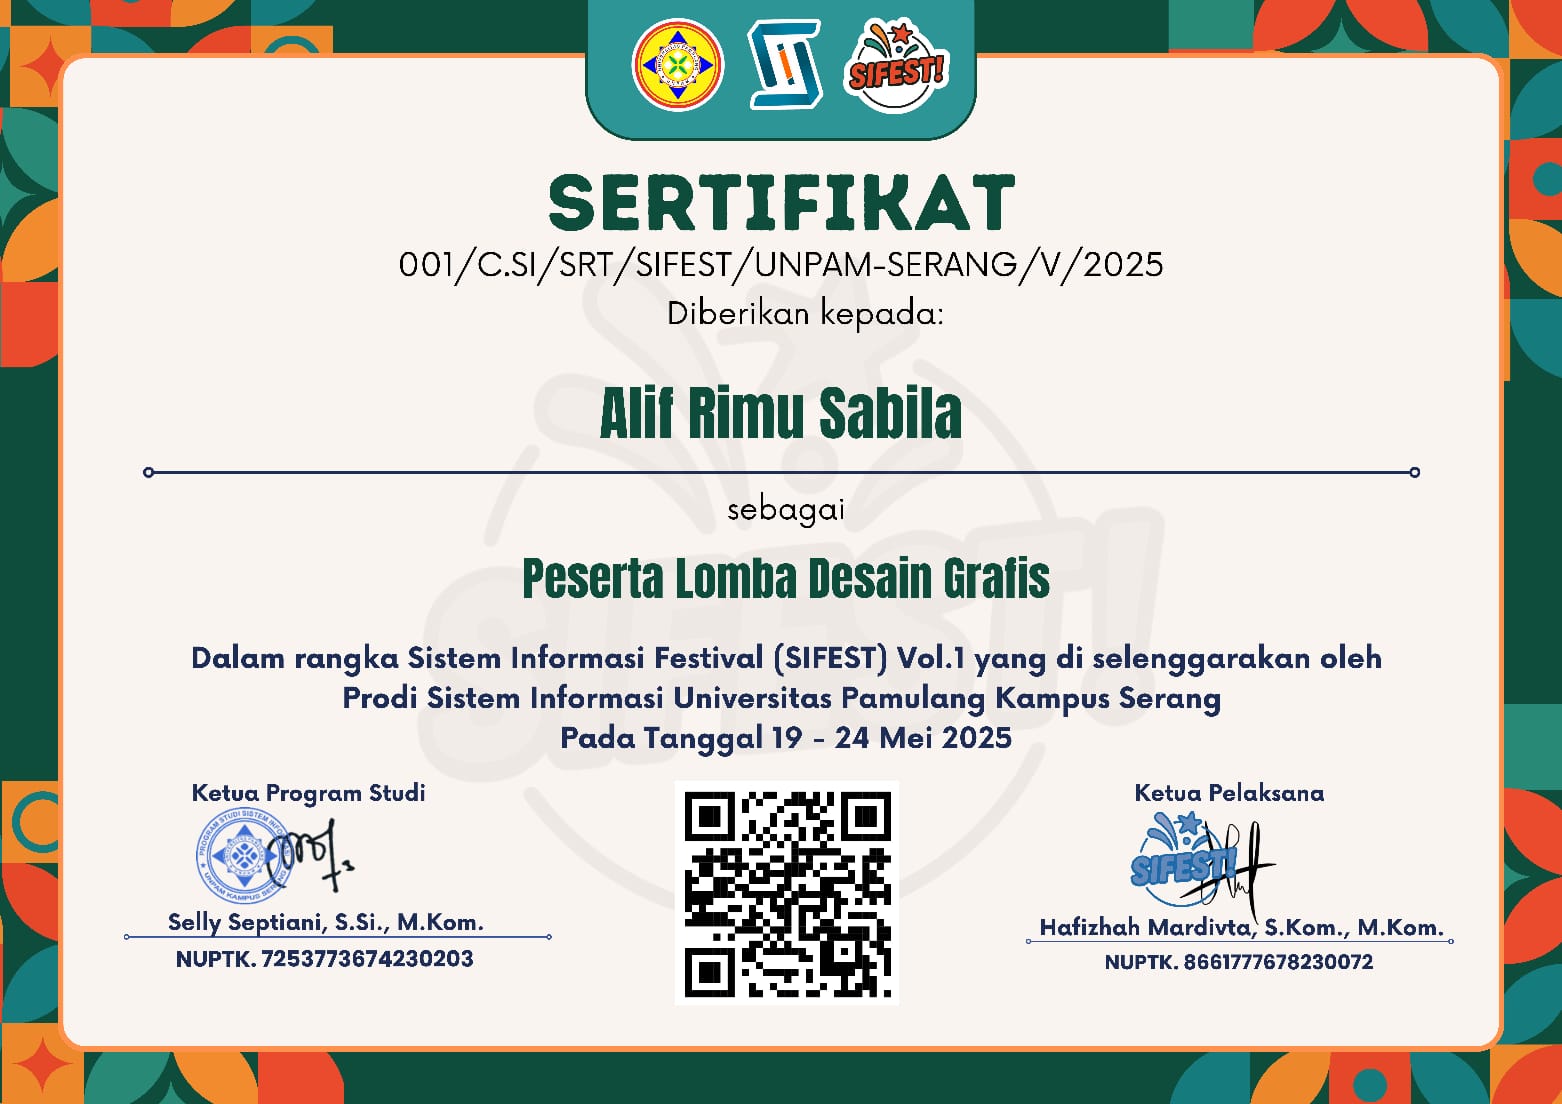 SIFEST!
SERTIFIKAT
001/C.SI/SRT/SIFEST/UNPAM-SERANG/V/2025
Diberikan kepada:
Alif Rimu Sabila
sebagai
Peserta Lomba Desain Grafis
Dalam rangka Sistem Informasi Festival (SIFEST) Vol.1 yang di selenggarakan oleh
Prodi Sistem Informasi Universitas Pamulang Kampus Serang
Pada Tanggal 19 - 24 Mei 2025
Ketua Program Studi
PROGRAM STUDI SISTEM INFORMASI
UNPAM KAMPUS SERANG
Selly Septiani, S.Si., M.Kom.
NUPTK. 7253773674230203
Ketua Pelaksana
SIFEST!
Hafizhah Mardivta, S.Kom., M.Kom.
NUPTK. 8661777678230072
SIFEST!